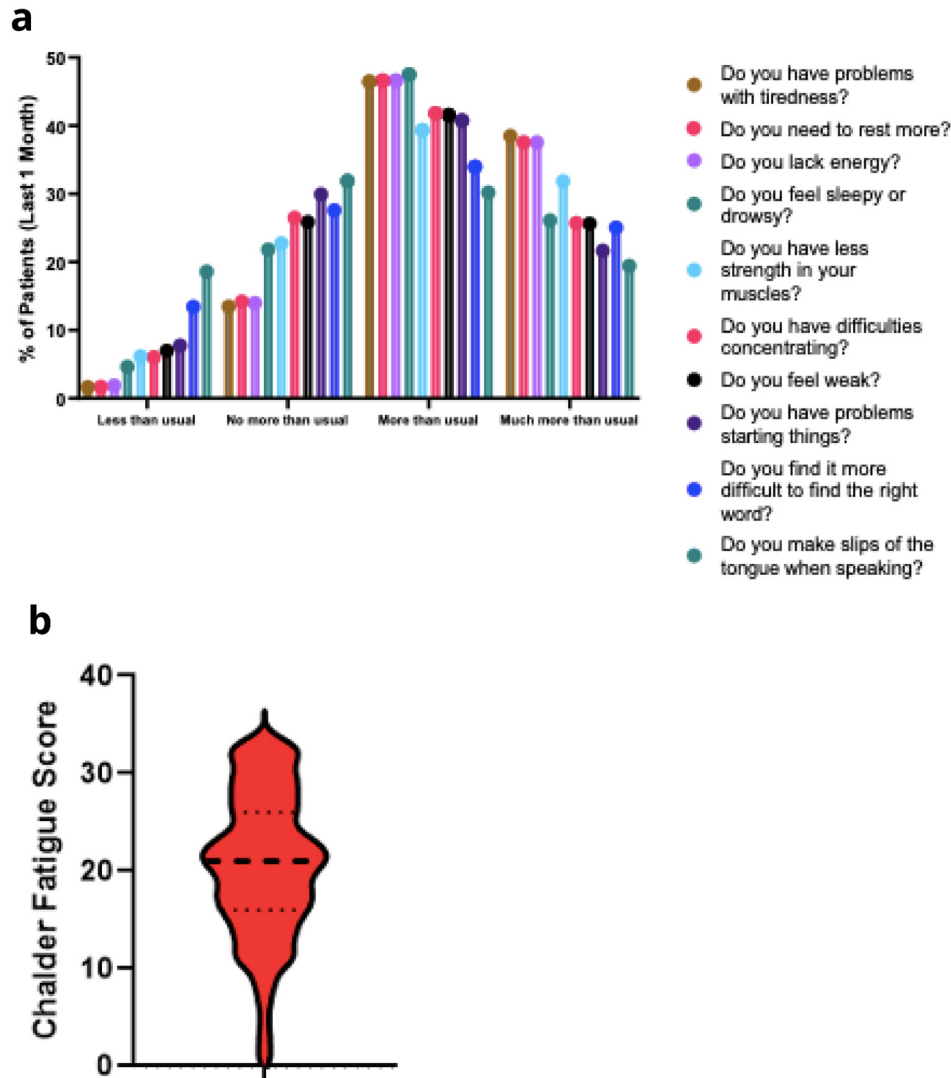 a
% of Patients (Last 1 Month)
50
40
30
20
10
0
Less than usual
No more than usual
More than usual
Much more than usual
Do you have problems
with tiredness?
Do you need to rest more?
Do you lack energy?
Do you feel sleepy or
drowsy?
Do you have less
strength in your
muscles?
Do you have difficulties
concentrating?
Do you feel weak?
Do you have problems
starting things?
Do you find it more
difficult to find the right
word?
Do you make slips of the
tongue when speaking?
b
Chalder Fatigue Score
40
30
20
10
0